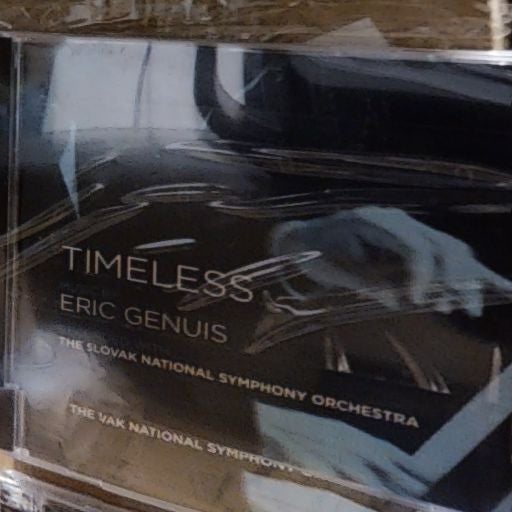 TIMELESS
ERIC GENUIS
THE SLOVAK NATIONAL SYMPHONY ORCHESTRA
THE VAK NATIONAL SYMPHONY